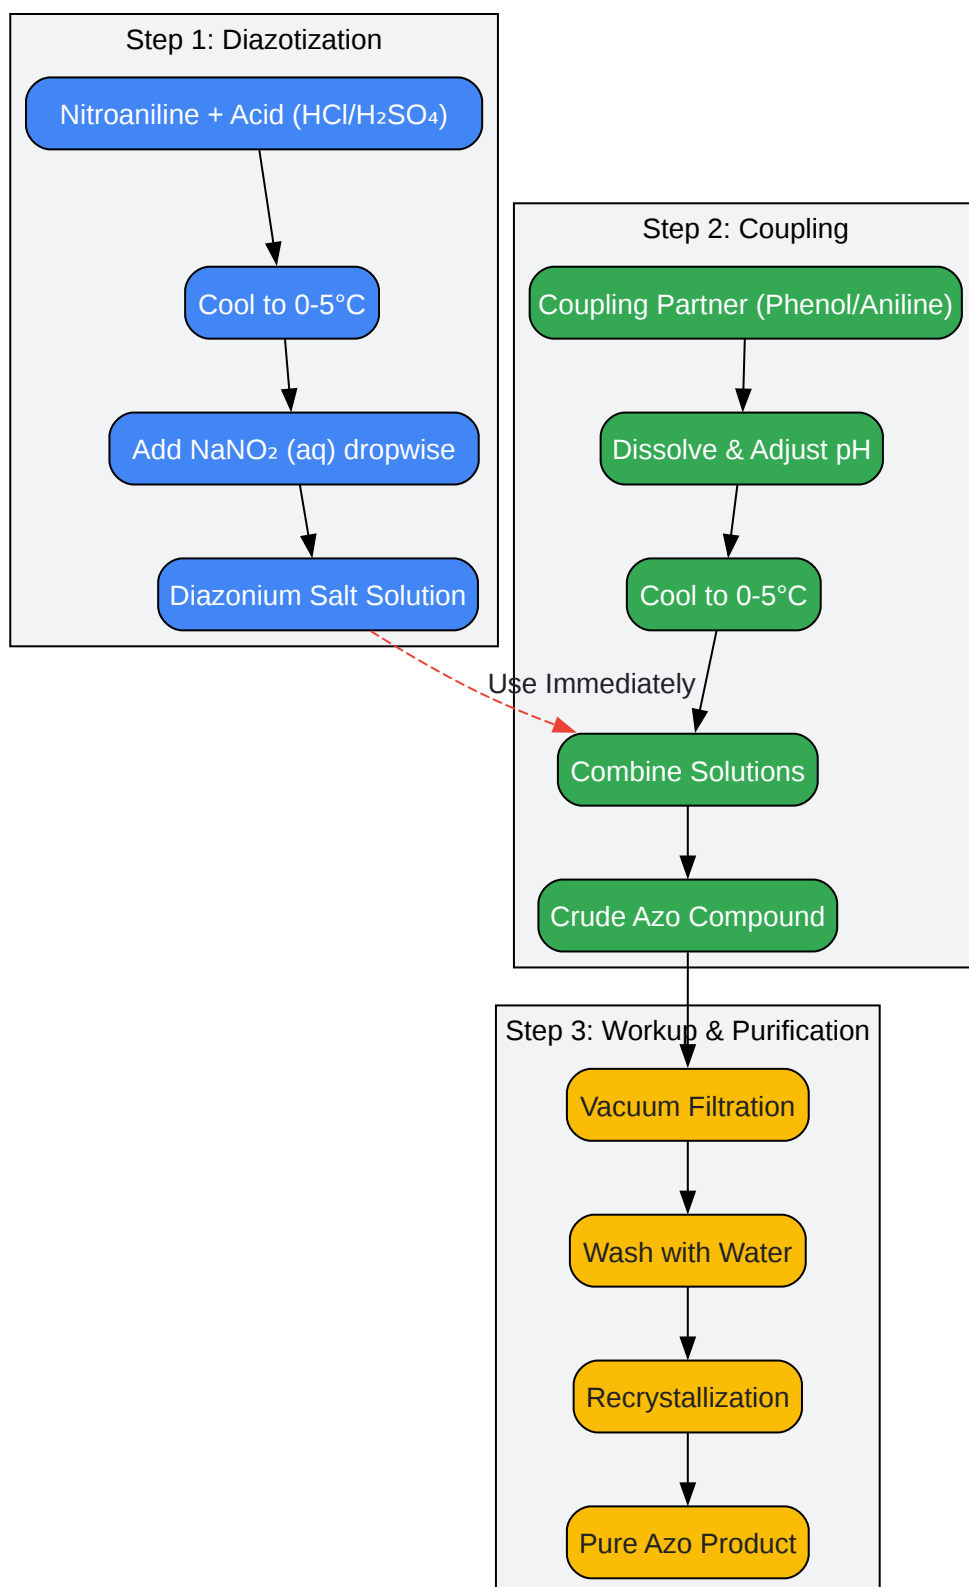 Step 1: Diazotization
Nitroaniline + Acid (HCl/H₂SO₄)
Cool to 0-5°C
Add NaNO₂ (aq) dropwise
Diazonium Salt Solution
Use Immediately
Step 2: Coupling
Coupling Partner (Phenol/Aniline)
Dissolve & Adjust pH
Cool to 0-5°C
Combine Solutions
Crude Azo Compound
Step 3: Workup & Purification
Vacuum Filtration
Wash with Water
Recrystallization
Pure Azo Product